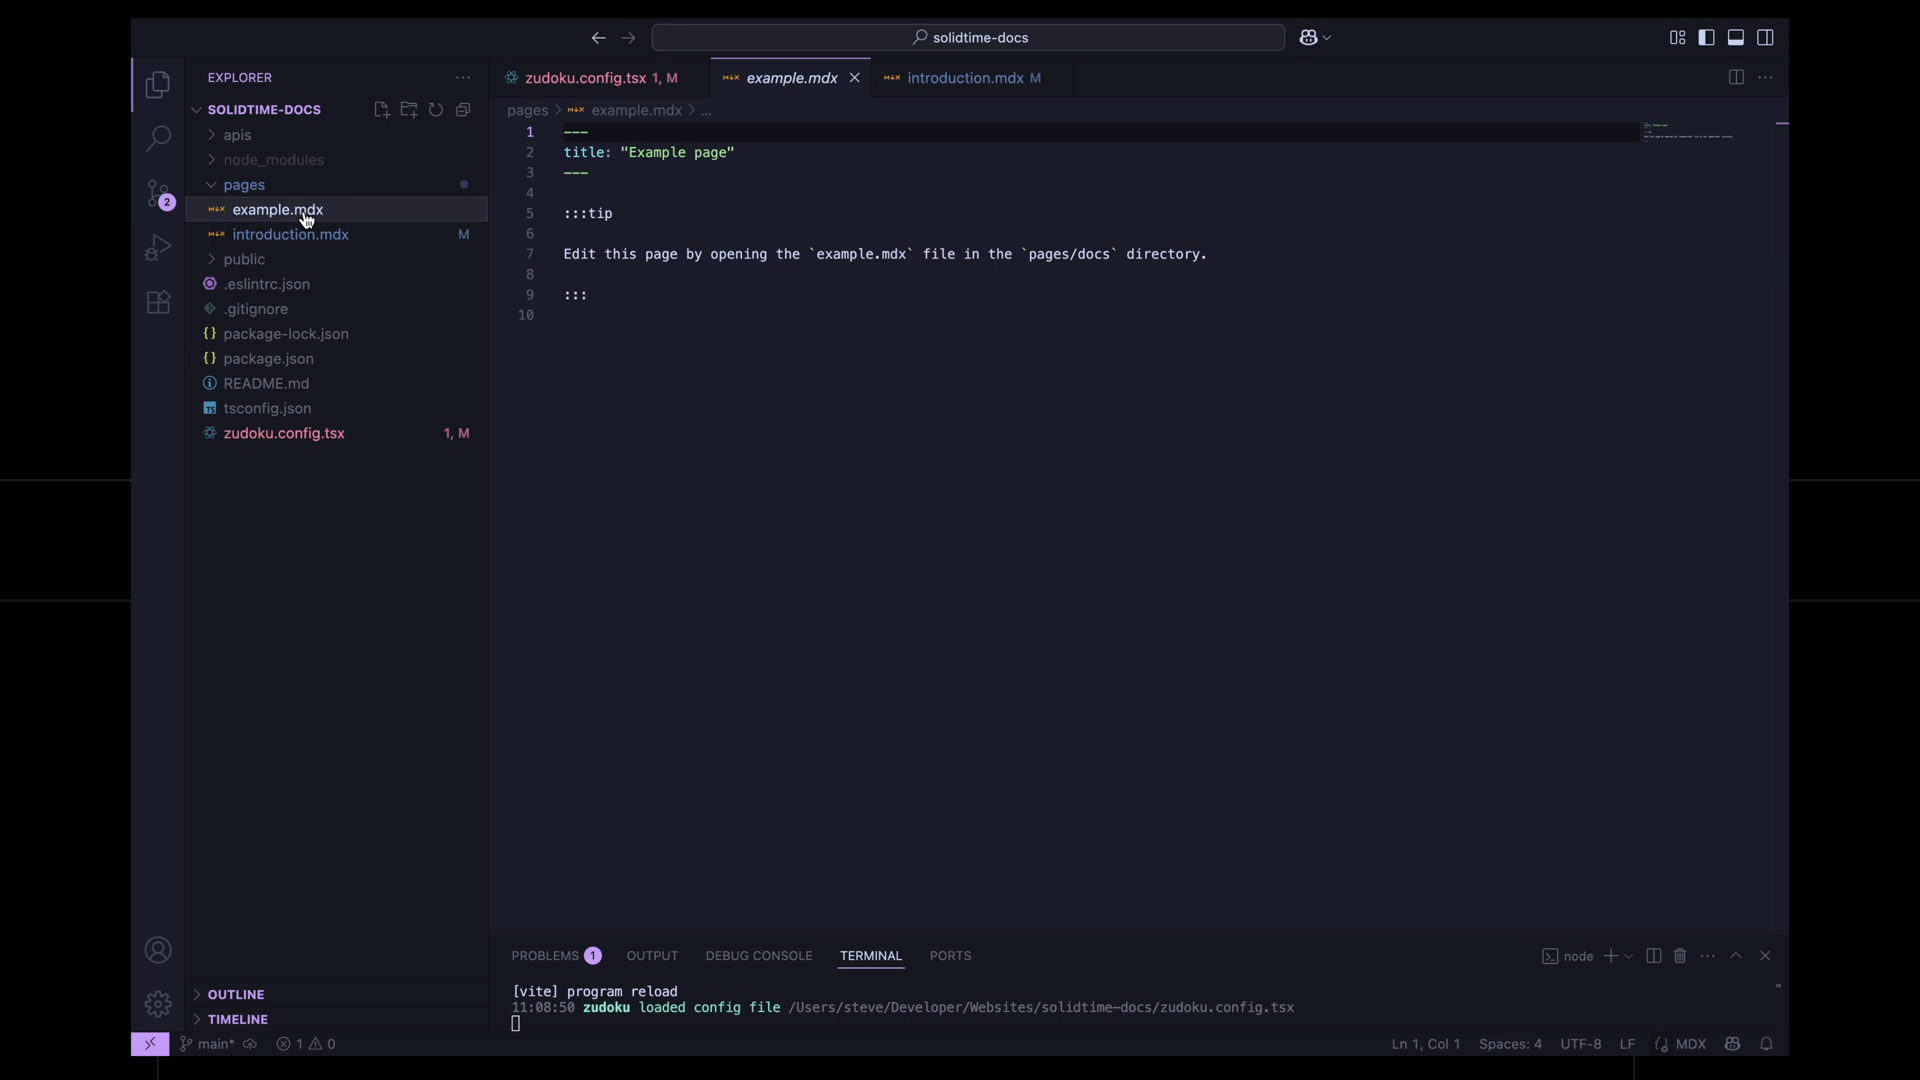 solidtime-docs
EXPLORER
SOLIDTIME-DOCS
apis
node_modules
pages
example.mdx
introduction.mdx M
public
.eslintrc.json
.gitignore
package-lock.json
package.json
README.md
tsconfig.json
zudoku.config.tsx 1, M
OUTLINE
TIMELINE
2
zudoku.config.tsx 1, M
example.mdx
introduction.mdx M
pages > example.mdx > ...
1 ---
2 title: "Example page"
3 ---
4
5 :::tip
6
7 Edit this page by opening the `example.mdx` file in the `pages/docs` directory.
8
9 :::
10
PROBLEMS 1 OUTPUT DEBUG CONSOLE TERMINAL PORTS
node
[vite] program reload
11:08:50 zudoku loaded config file /Users/steve/Developer/Websites/solidtime-docs/zudoku.config.tsx
main* 1 0 Ln 1, Col 1 Spaces: 4 UTF-8 LF MDX